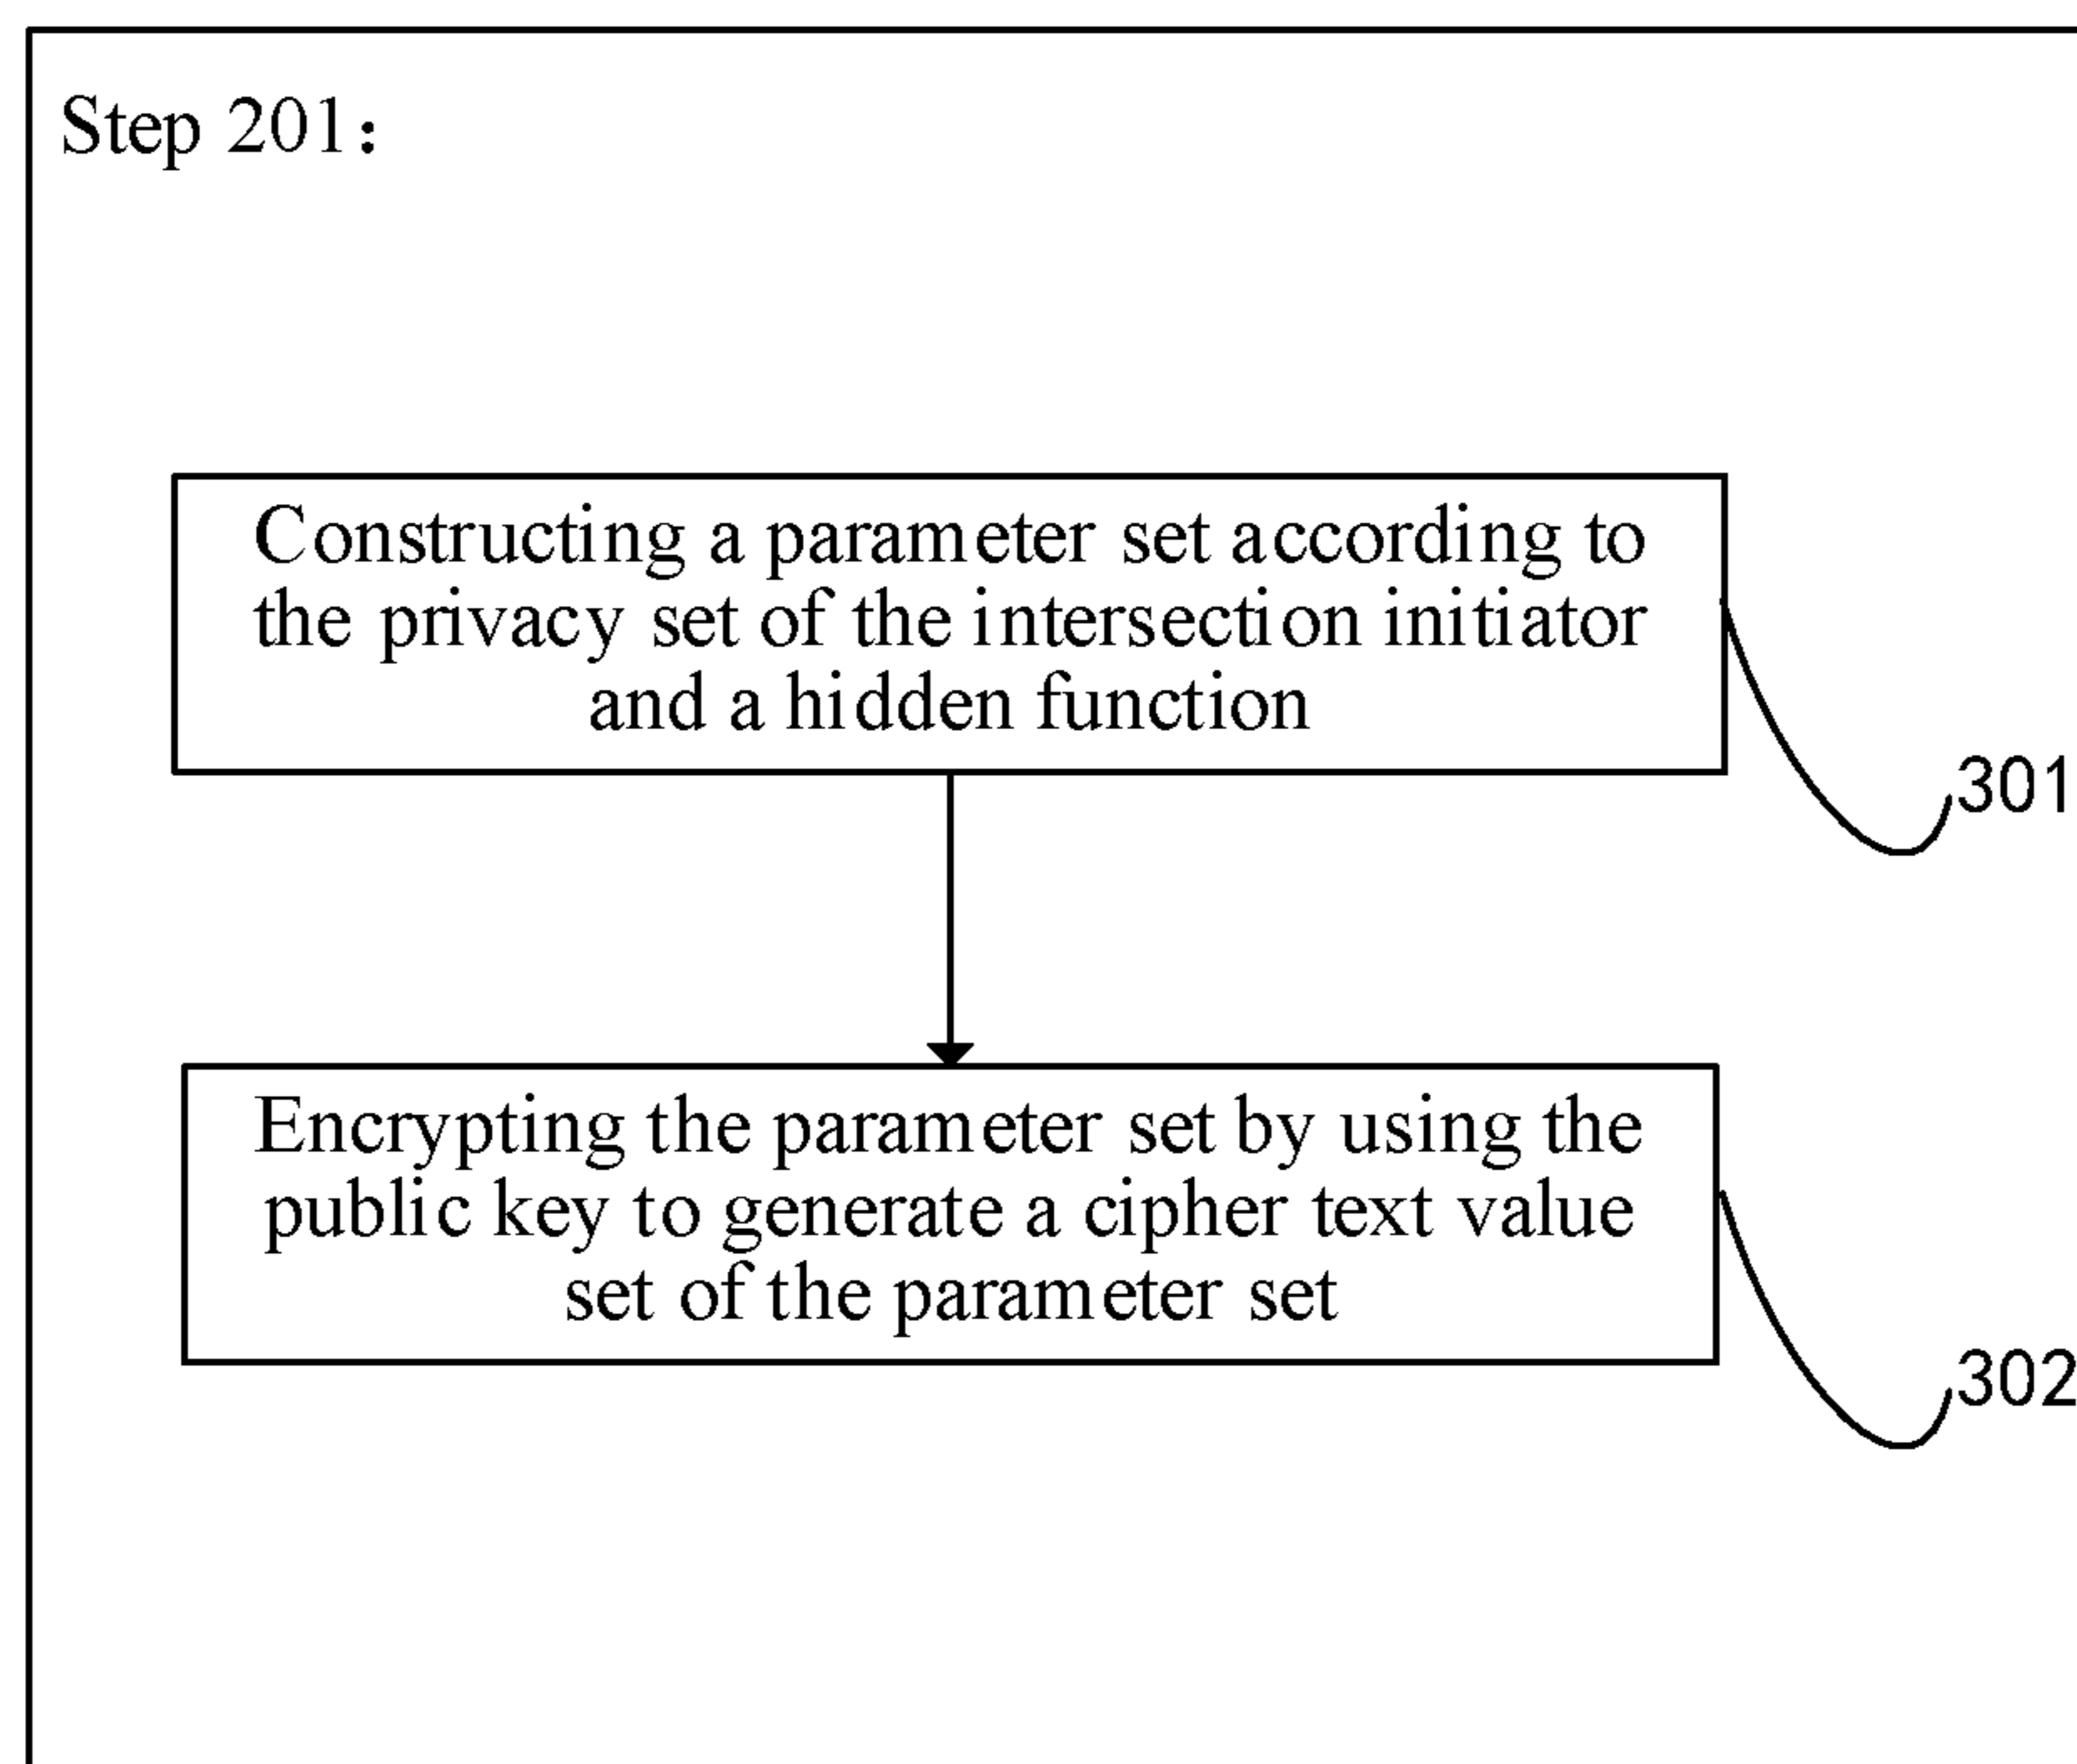 Step 201:
Constructing a parameter set according to
the privacy set of the intersection initiator
and a hidden function
301
Encrypting the parameter set by using the
public key to generate a cipher text value
set of the parameter set
302